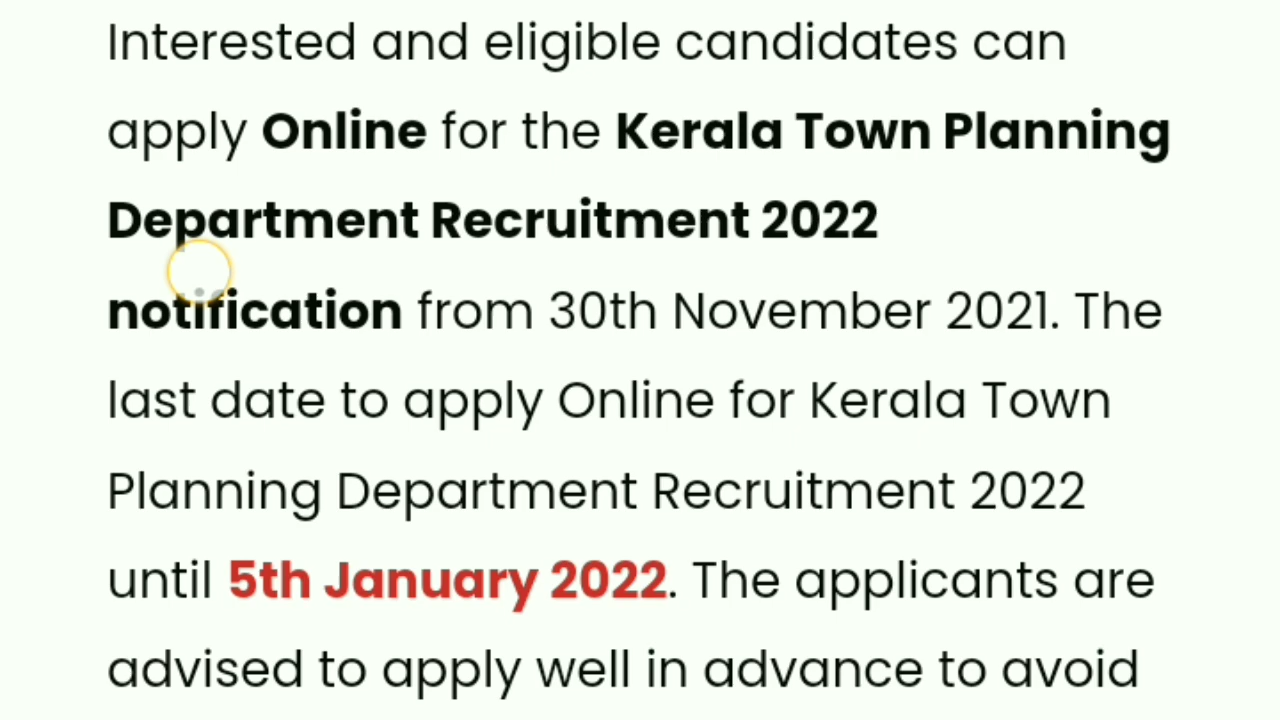 Interested and eligible candidates can
apply Online for the Kerala Town Planning
Department Recruitment 2022
notification from 30th November 2021. The
last date to apply Online for Kerala Town
Planning Department Recruitment 2022
until 5th January 2022. The applicants are
advised to apply well in advance to avoid